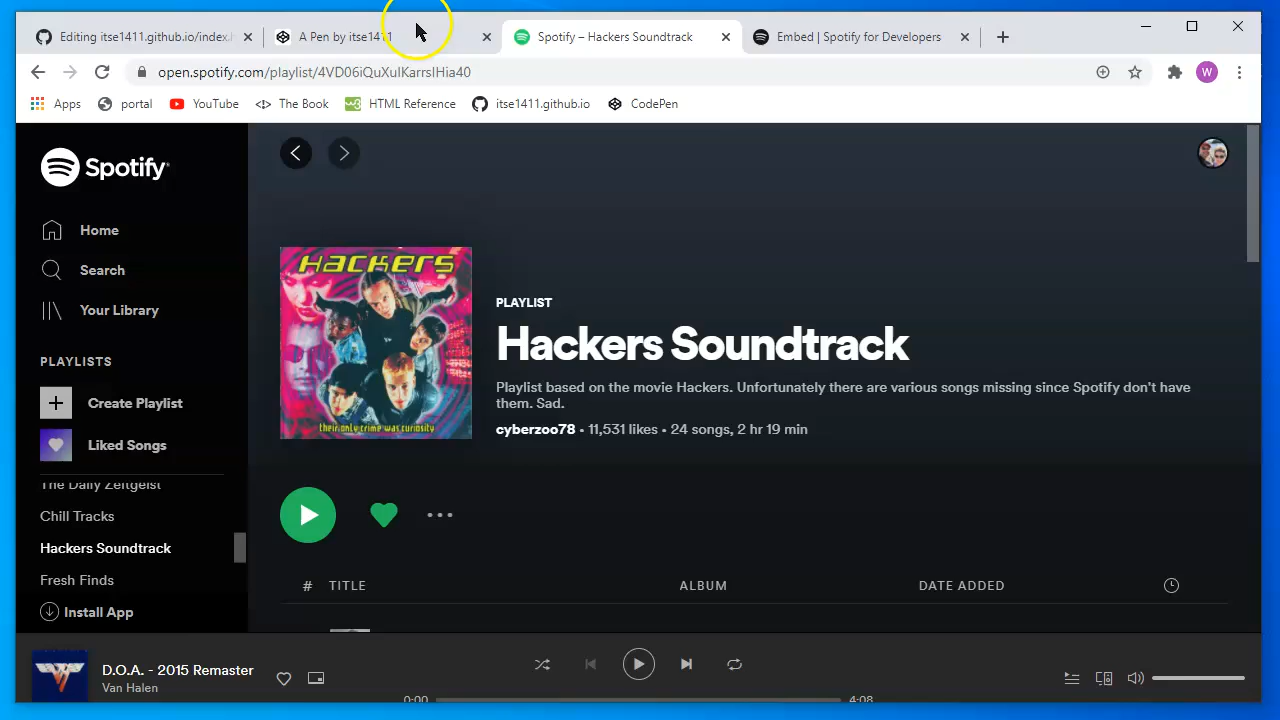 Editing itse1411.github.io/index.h
A Pen by itse1411
Spotify – Hackers Soundtrack
Embed | Spotify for Developers
open.spotify.com/playlist/4VD06iQuXuIKarrsIHia40
W
Apps
portal
YouTube
The Book
HTML Reference
itse1411.github.io
CodePen
Spotify
Home
Search
Your Library
PLAYLISTS
Create Playlist
Liked Songs
The Daily Zeitgeist
Chill Tracks
Hackers Soundtrack
Fresh Finds
Install App
HACKERS
their only crime was curiosity
PLAYLIST
Hackers Soundtrack
Playlist based on the movie Hackers. Unfortunately there are various songs missing since Spotify don't have
them. Sad.
cyberzoo78 • 11,531 likes • 24 songs, 2 hr 19 min
# TITLE ALBUM DATE ADDED
D.O.A. - 2015 Remaster
Van Halen
0:00
4:08